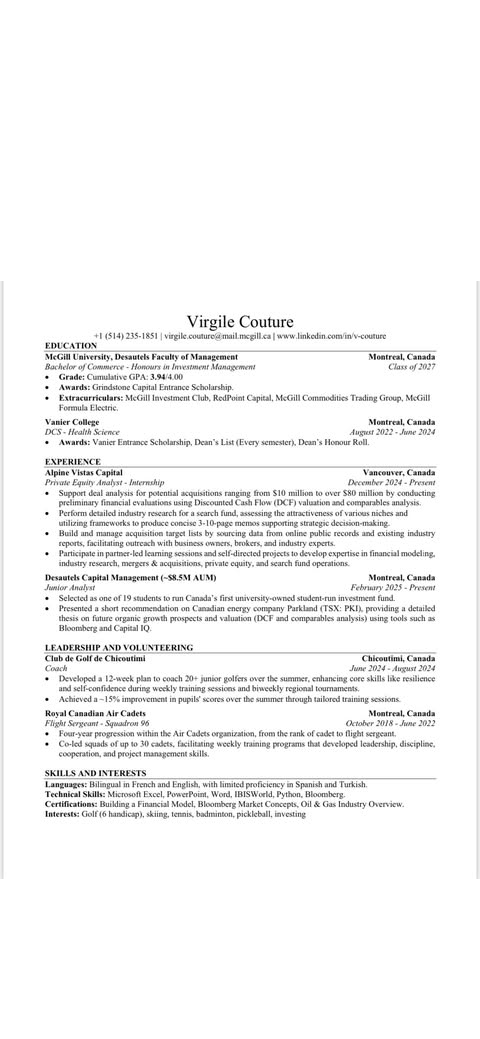 Virgile Couture
+1 (514) 235-1851 | virgile.couture@mail.mcgill.ca | www.linkedin.com/in/v-couture
EDUCATION
McGill University, Desautels Faculty of Management Montreal, Canada
Bachelor of Commerce - Honours in Investment Management Class of 2027
• Grade: Cumulative GPA: 3.94/4.00
• Awards: Grindstone Capital Entrance Scholarship.
• Extracurriculars: McGill Investment Club, RedPoint Capital, McGill Commodities Trading Group, McGill
Formula Electric.
Vanier College Montreal, Canada
DCS - Health Science August 2022 - June 2024
• Awards: Vanier Entrance Scholarship, Dean's List (Every semester), Dean's Honour Roll.
EXPERIENCE
Alpine Vistas Capital Vancouver, Canada
Private Equity Analyst - Internship December 2024 - Present
• Support deal analysis for potential acquisitions ranging from $10 million to over $80 million by conducting
preliminary financial evaluations using Discounted Cash Flow (DCF) valuation and comparables analysis.
• Perform detailed industry research for a search fund, assessing the attractiveness of various niches and
utilizing frameworks to produce concise 3-10-page memos supporting strategic decision-making.
• Build and manage acquisition target lists by sourcing data from online public records and existing industry
reports, facilitating outreach with business owners, brokers, and industry experts.
• Participate in partner-led learning sessions and self-directed projects to develop expertise in financial modeling,
industry research, mergers & acquisitions, private equity, and search fund operations.
Desautels Capital Management (~$8.5M AUM) Montreal, Canada
Junior Analyst February 2025 - Present
• Selected as one of 19 students to run Canada's first university-owned student-run investment fund.
• Presented a short recommendation on Canadian energy company Parkland (TSX: PKI), providing a detailed
thesis on future organic growth prospects and valuation (DCF and comparables analysis) using tools such as
Bloomberg and Capital IQ.
LEADERSHIP AND VOLUNTEERING
Club de Golf de Chicoutimi Chicoutimi, Canada
Coach June 2024 - August 2024
• Developed a 12-week plan to coach 20+ junior golfers over the summer, enhancing core skills like resilience
and self-confidence during weekly training sessions and biweekly regional tournaments.
• Achieved a ~15% improvement in pupils' scores over the summer through tailored training sessions.
Royal Canadian Air Cadets Montreal, Canada
Flight Sergeant - Squadron 96 October 2018 - June 2022
• Four-year progression within the Air Cadets organization, from the rank of cadet to flight sergeant.
• Co-led squads of up to 30 cadets, facilitating weekly training programs that developed leadership, discipline,
cooperation, and project management skills.
SKILLS AND INTERESTS
Languages: Bilingual in French and English, with limited proficiency in Spanish and Turkish.
Technical Skills: Microsoft Excel, PowerPoint, Word, IBISWorld, Python, Bloomberg.
Certifications: Building a Financial Model, Bloomberg Market Concepts, Oil & Gas Industry Overview.
Interests: Golf (6 handicap), skiing, tennis, badminton, pickleball, investing